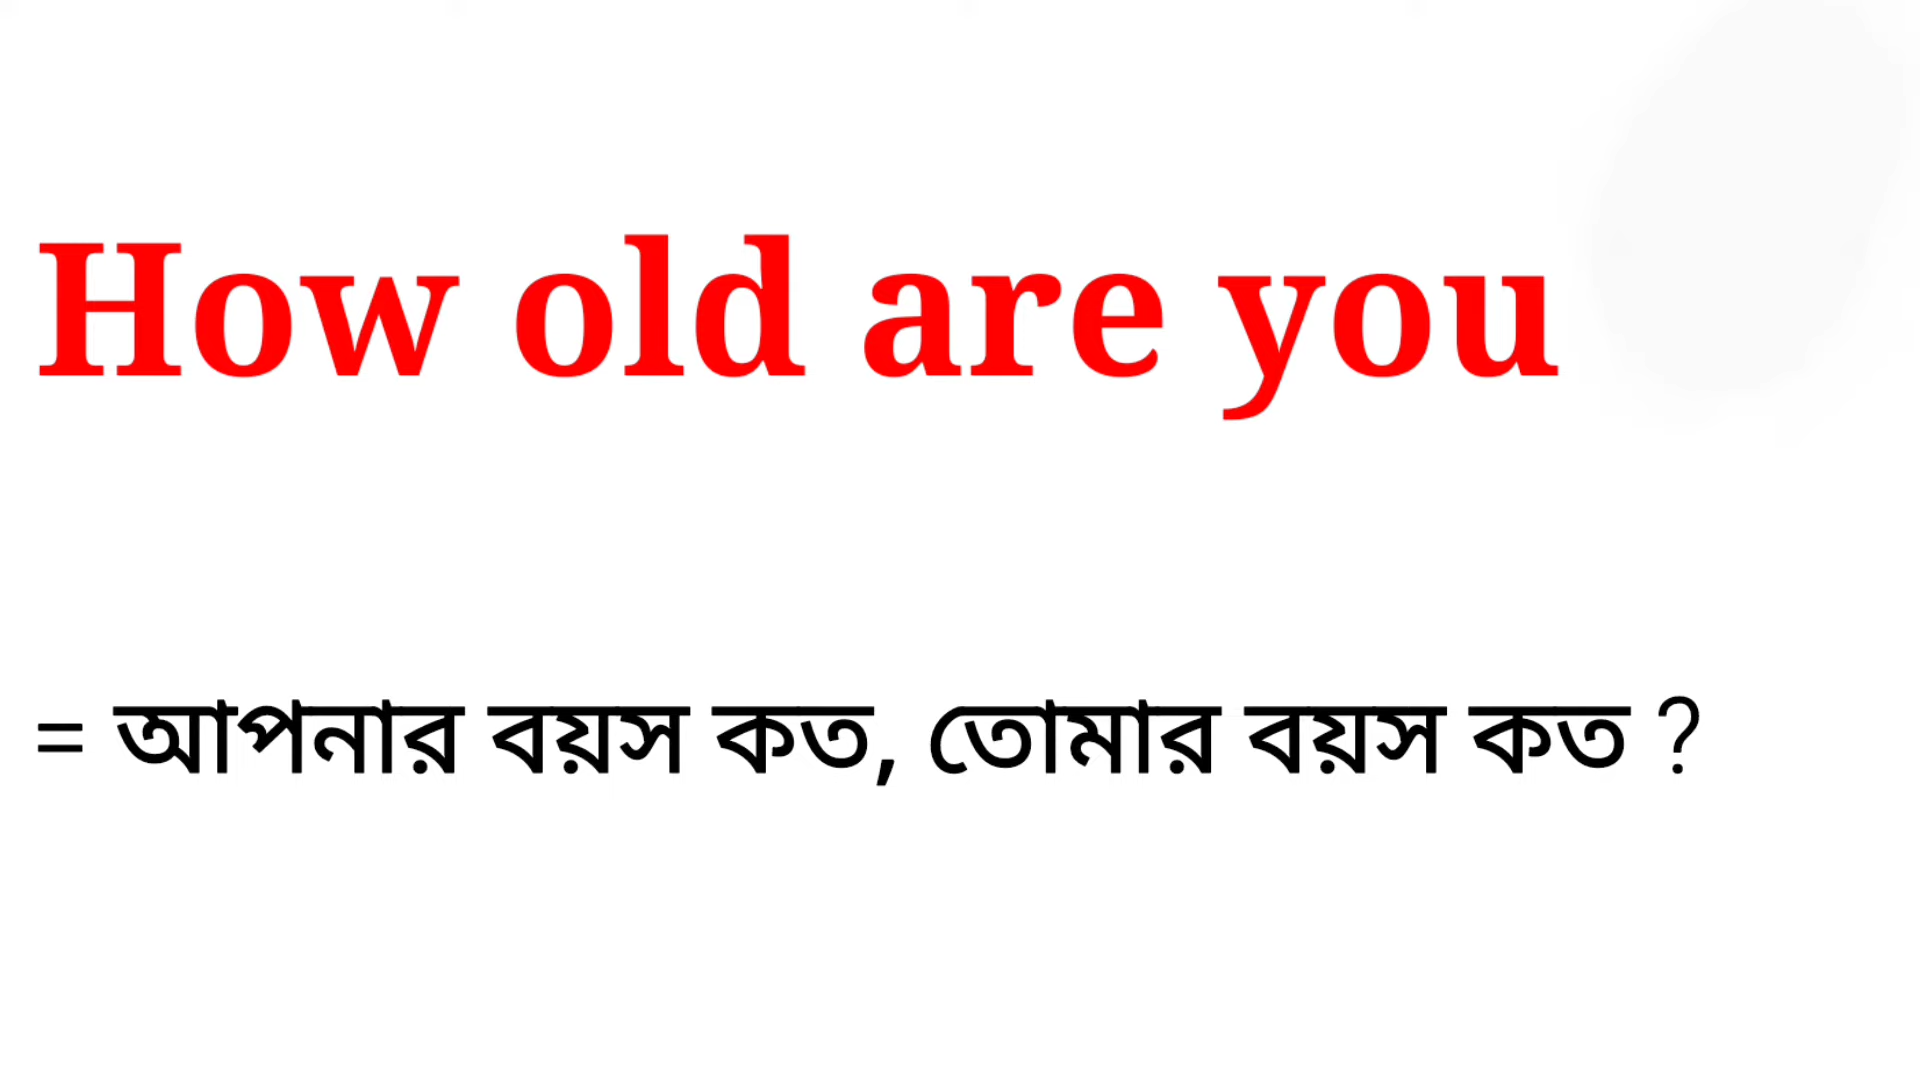 How old are you
= আপনার বয়স কত, তোমার বয়স কত ?